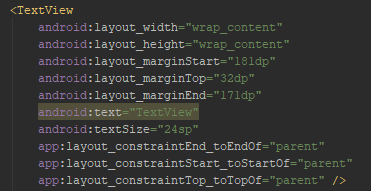 <TextView
android:layout_width="wrap_content"
android:layout_height="wrap_content"
android:layout_marginStart="181dp"
android:layout_marginTop="32dp"
android:layout_marginEnd="171dp"
android:text="TextView"
android:textSize="24sp"
app:layout_constraintEnd_toEndOf="parent"
app:layout_constraintStart_toStartOf="parent"
app:layout_constraintTop_toTopOf="parent" />